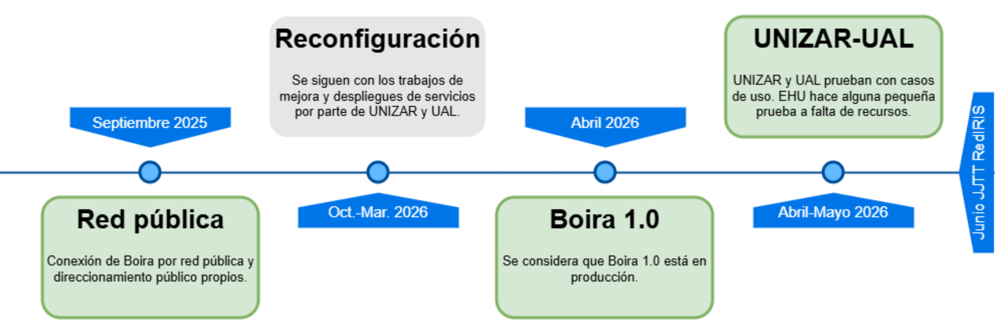 Septiembre 2025
Red pública
Conexión de Boira por red pública y
direccionamiento público propios.
Reconfiguración
Se siguen con los trabajos de
mejora y despliegues de servicios
por parte de UNIZAR y UAL.
Oct.-Mar. 2026
Abril 2026
Boira 1.0
Se considera que Boira 1.0 está en
producción.
UNIZAR-UAL
UNIZAR y UAL prueban con casos
de uso. EHU hace alguna pequeña
prueba a falta de recursos.
Abril-Mayo 2026
Junio JJTT RedIRIS